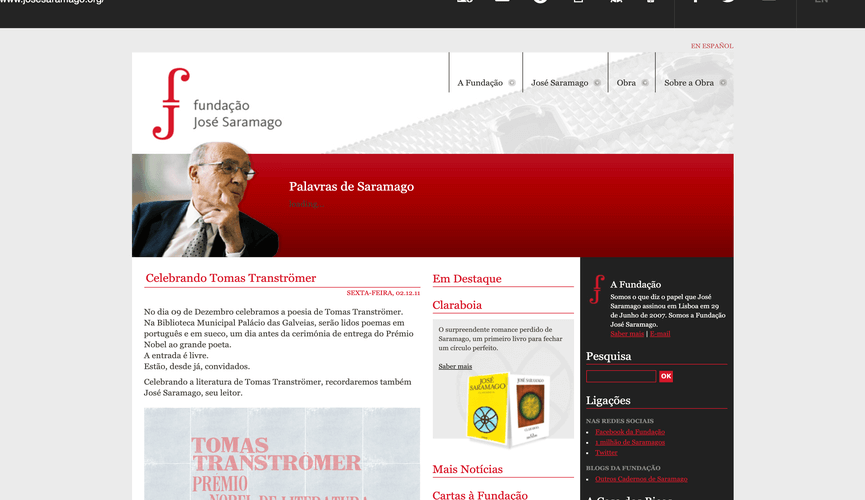 www.josesaramago.org/
EN
EN ESPAÑOL
fundação
José Saramago
A Fundação
José Saramago
Obra
Sobre a Obra
Palavras de Saramago
loading...
Celebrando Tomas Tranströmer
SEXTA-FEIRA, 02.12.11
No dia 09 de Dezembro celebramos a poesia de Tomas Tranströmer.
Na Biblioteca Municipal Palácio das Galveias, serão lidos poemas em
português e em sueco, um dia antes da cerimónia de entrega do Prémio
Nobel ao grande poeta.
A entrada é livre.
Estão, desde já, convidados.
Celebrando a literatura de Tomas Tranströmer, recordaremos também
José Saramago, seu leitor.
TOMAS
TRANSTROMER
PREMIO
NOBEL DE LITERATURA
Em Destaque
Claraboia
O surpreendente romance perdido de
Saramago, um primeiro livro para fechar
um círculo perfeito.
Saber mais
JOSÉ
SARAMAGO
JOSÉ SARAMAGO
Mais Notícias
Cartas à Fundação
A Fundação
Somos o que diz o papel que José
Saramago assinou em Lisboa em 29
de Junho de 2007. Somos a Fundação
José Saramago.
Saber mais | E-mail
Pesquisa
OK
Ligações
NAS REDES SOCIAIS
Facebook da Fundação
1 milhão de Saramagos
Twitter
BLOGS DA FUNDAÇÃO
Outros Cadernos de Saramago
A Casa dos Bicos